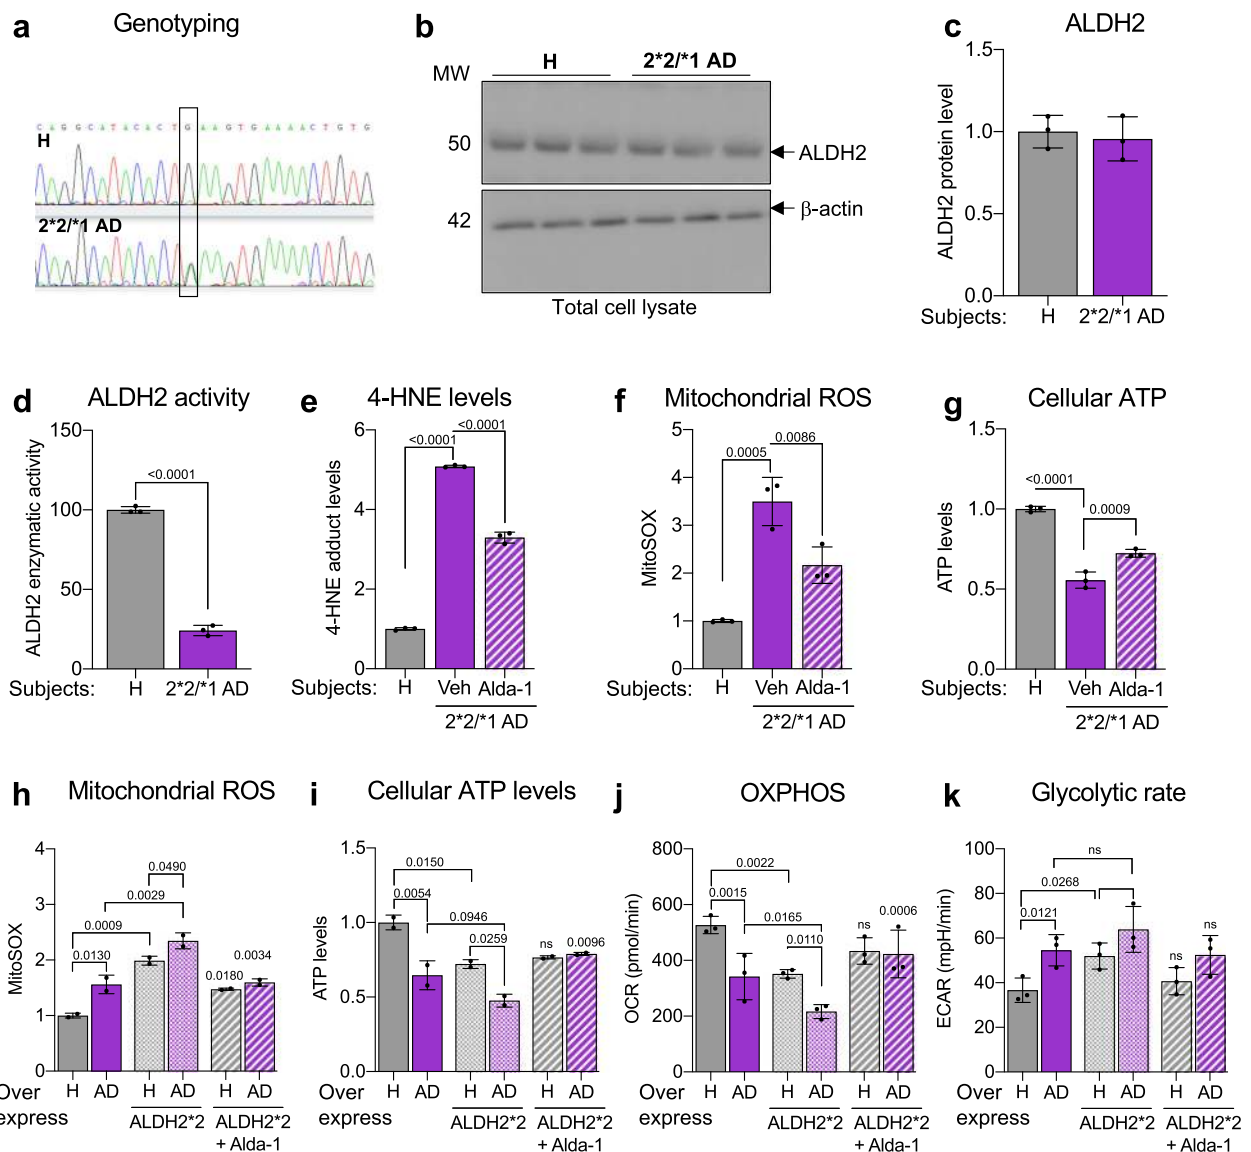 a Genotyping
C A G G C A T A C A C T G A A G T G A A A A C T G T G
H
2*2/*1 AD
b
H 2*2/*1 AD
MW
50
ALDH2
42
β-actin
Total cell lysate
c ALDH2
ALDH2 protein level
1.5
1.0
0.5
0.0
Subjects: H 2*2/*1 AD
d ALDH2 activity
ALDH2 enzymatic activity
150
100
50
0
<0.0001
Subjects: H 2*2/*1 AD
e 4-HNE levels
4-HNE adduct levels
6
4
2
0
<0.0001
<0.0001
Subjects: H Veh Alda-1
2*2/*1 AD
f Mitochondrial ROS
MitoSOX
5
4
3
2
1
0
0.0086
0.0005
Subjects: H Veh Alda-1
2*2/*1 AD
g Cellular ATP
ATP levels
1.5
1.0
0.5
0.0
<0.0001
0.0009
Subjects: H Veh Alda-1
2*2/*1 AD
h Mitochondrial ROS
MitoSOX
4
3
2
1
0
0.0490
0.0029
0.0009
0.0130
0.0034
0.0180
Over H AD H AD H AD
express ALDH2*2 ALDH2*2
+ Alda-1
i Cellular ATP levels
ATP levels
1.5
1.0
0.5
0.0
0.0150
0.0054
0.0946
0.0259
ns 0.0096
Over H AD H AD H AD
express ALDH2*2 ALDH2*2
+ Alda-1
j OXPHOS
OCR (pmol/min)
800
600
400
200
0
0.0022
0.0015
0.0165
0.0110
ns 0.0006
Over H AD H AD H AD
express ALDH2*2 ALDH2*2
+ Alda-1
k Glycolytic rate
ECAR (mpH/min)
100
80
60
40
20
0
ns
0.0268
0.0121
ns
ns
Over H AD H AD H AD
express ALDH2*2 ALDH2*2
+ Alda-1